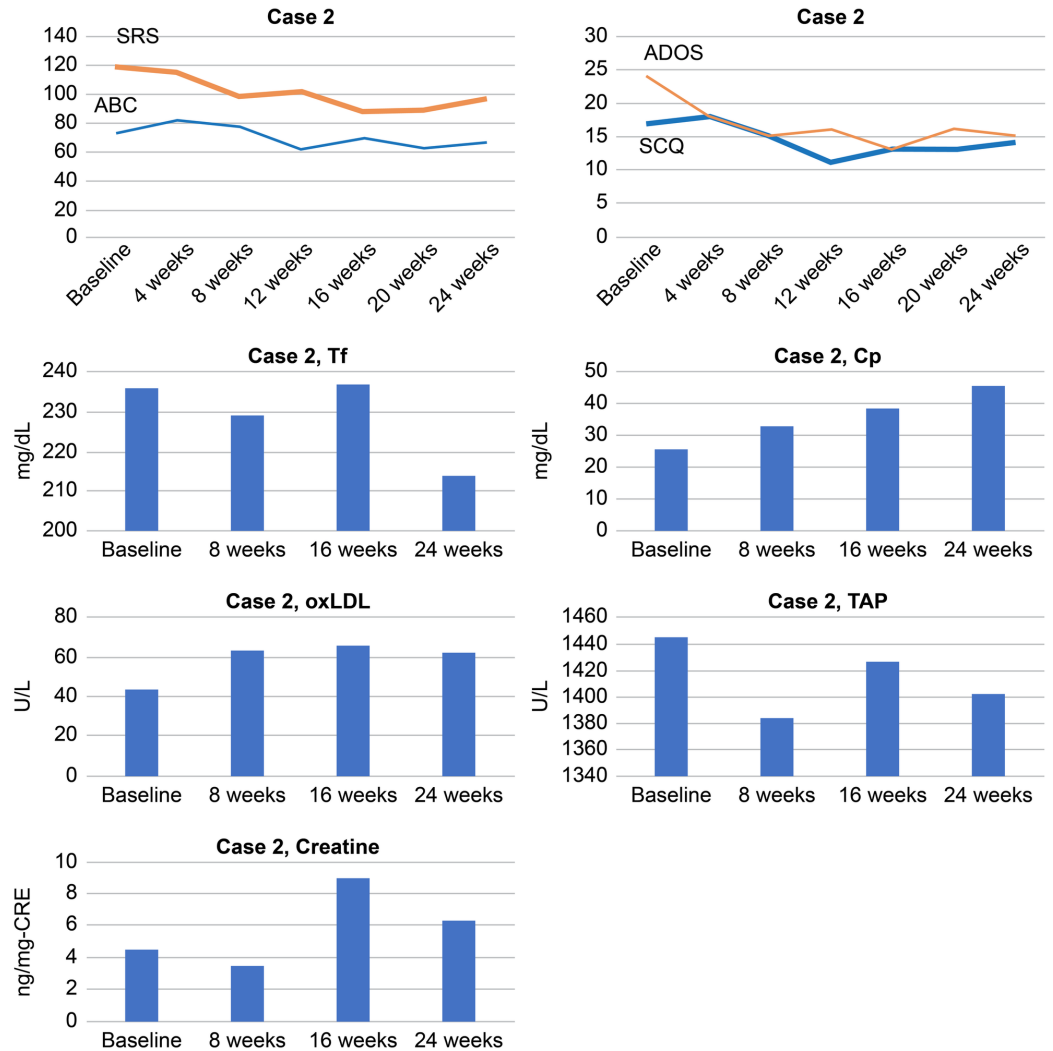 Case 2
140
120
100
80
60
40
20
0
SRS
ABC
Baseline
4 weeks
8 weeks
12 weeks
16 weeks
20 weeks
24 weeks
Case 2
30
25
20
15
10
5
0
ADOS
SCQ
Baseline
4 weeks
8 weeks
12 weeks
16 weeks
20 weeks
24 weeks
Case 2, Tf
mg/dL
240
230
220
210
200
Baseline 8 weeks 16 weeks 24 weeks
Case 2, Cp
mg/dL
50
40
30
20
10
0
Baseline 8 weeks 16 weeks 24 weeks
Case 2, oxLDL
U/L
80
60
40
20
0
Baseline 8 weeks 16 weeks 24 weeks
Case 2, TAP
U/L
1460
1440
1420
1400
1380
1360
1340
Baseline 8 weeks 16 weeks 24 weeks
Case 2, Creatine
ng/mg-CRE
10
8
6
4
2
0
Baseline 8 weeks 16 weeks 24 weeks